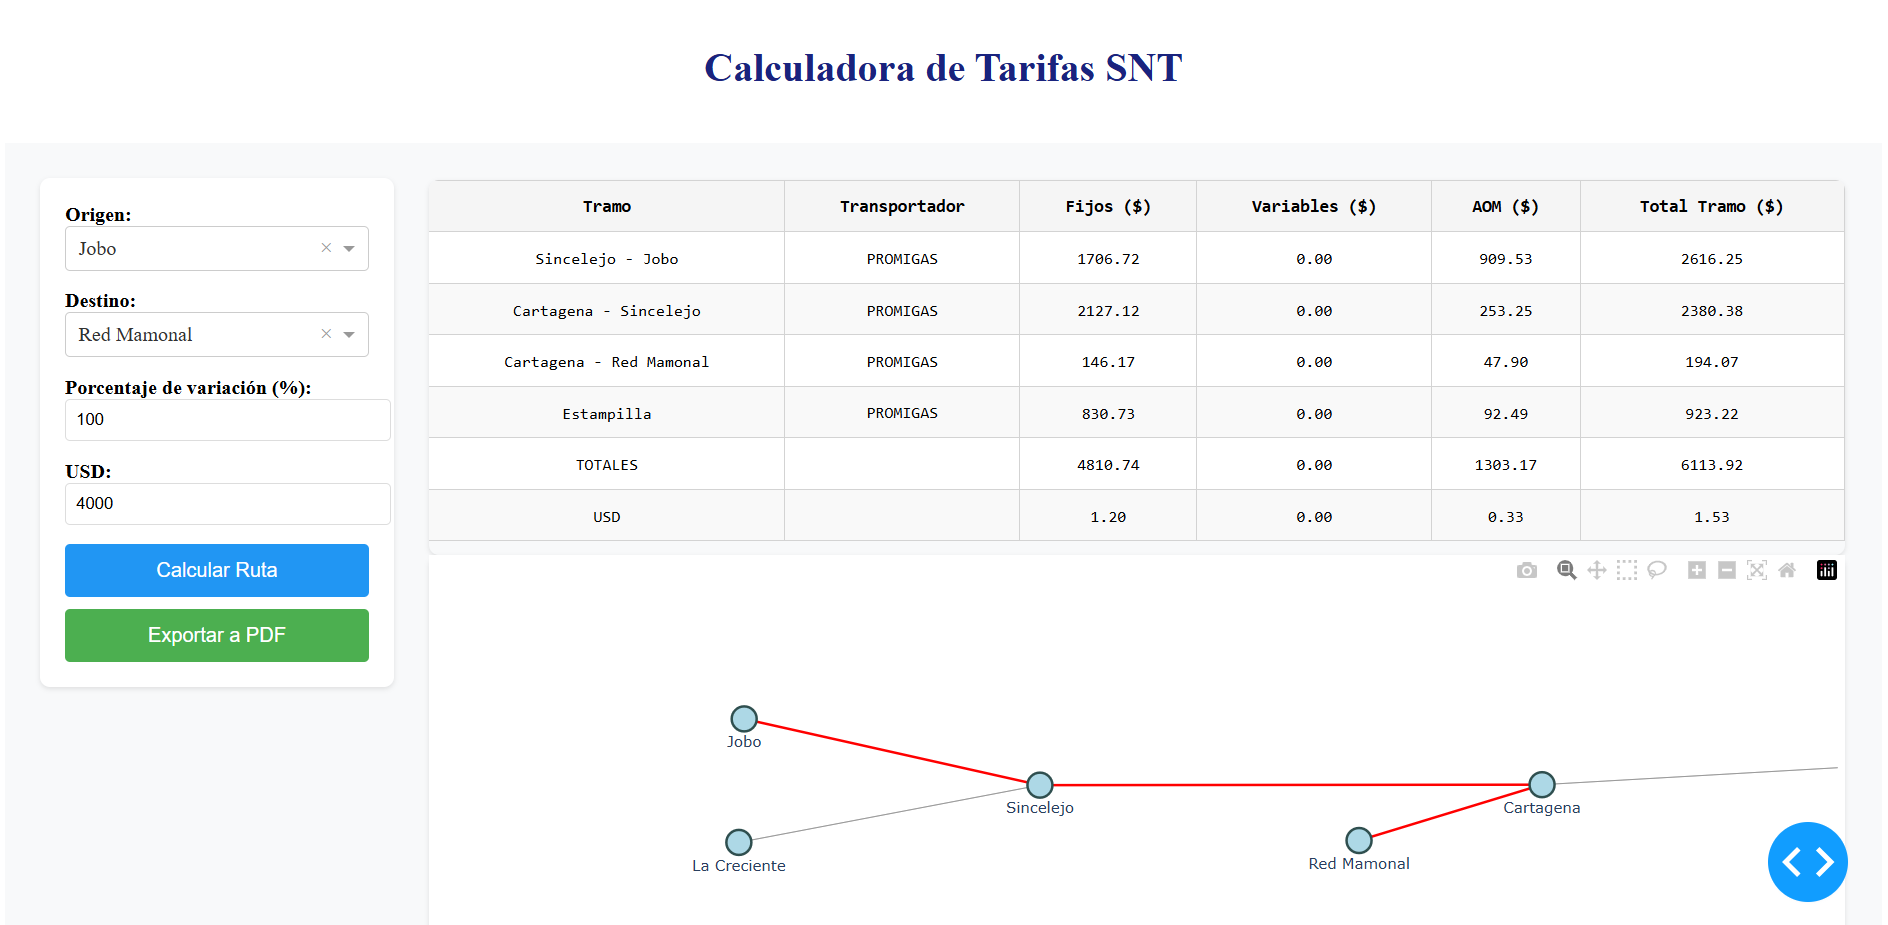 Calculadora de Tarifas SNT
Origen:
Jobo
Destino:
Red Mamonal
Porcentaje de variación (%):
100
USD:
4000
Calcular Ruta
Exportar a PDF
Tramo Transportador Fijos ($) Variables ($) AOM ($) Total Tramo ($)
Sincelejo - Jobo PROMIGAS 1706.72 0.00 909.53 2616.25
Cartagena - Sincelejo PROMIGAS 2127.12 0.00 253.25 2380.38
Cartagena - Red Mamonal PROMIGAS 146.17 0.00 47.90 194.07
Estampilla PROMIGAS 830.73 0.00 92.49 923.22
TOTALES 4810.74 0.00 1303.17 6113.92
USD 1.20 0.00 0.33 1.53
Jobo
Sincelejo
Cartagena
La Creciente
Red Mamonal